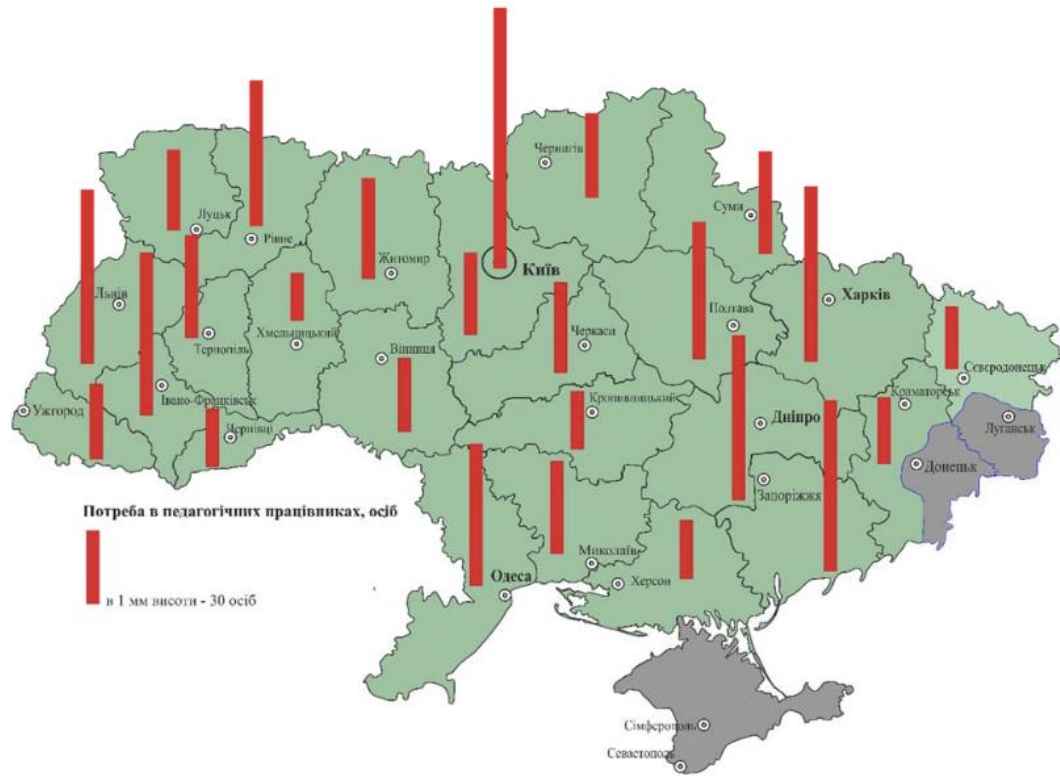 Чернигів
Суми
Луцьк
Рівне
Житомир
Київ
Харків
Львів
Тернопіль
Хмельницький
Полтава
Черкаси
Вінниця
Сєвєродонецьк
Ужгород
Івано-Франківськ
Чернівці
Кропивницький
Краматорськ
Дніпро
Луганськ
Донецьк
Запоріжжя
Потреба в педагогічних працівниках, осіб
в 1 мм висоти - 30 осіб
Миколаїв
Одеса
Херсон
Сімферополь
Севастополь